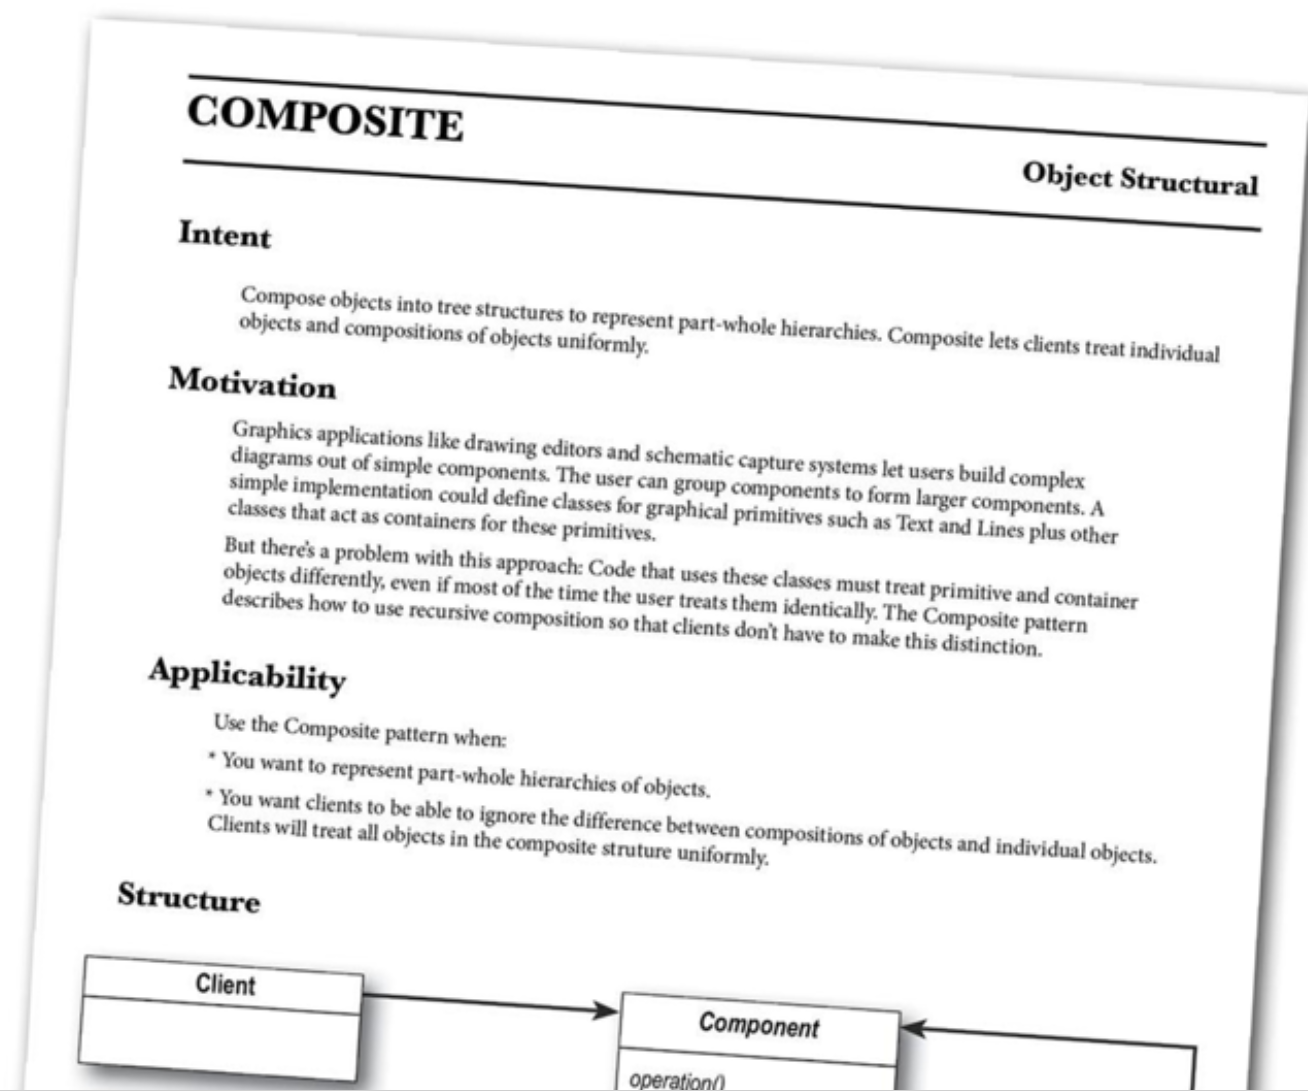 COMPOSITE
Object Structural
Intent
Compose objects into tree structures to represent part-whole hierarchies. Composite lets clients treat individual
objects and compositions of objects uniformly.
Motivation
Graphics applications like drawing editors and schematic capture systems let users build complex
diagrams out of simple components. The user can group components to form larger components. A
simple implementation could define classes for graphical primitives such as Text and Lines plus other
classes that act as containers for these primitives.
But there's a problem with this approach: Code that uses these classes must treat primitive and container
objects differently, even if most of the time the user treats them identically. The Composite pattern
describes how to use recursive composition so that clients don't have to make this distinction.
Applicability
Use the Composite pattern when:
* You want to represent part-whole hierarchies of objects.
* You want clients to be able to ignore the difference between compositions of objects and individual objects.
Clients will treat all objects in the composite struture uniformly.
Structure
Client
Component
operation()